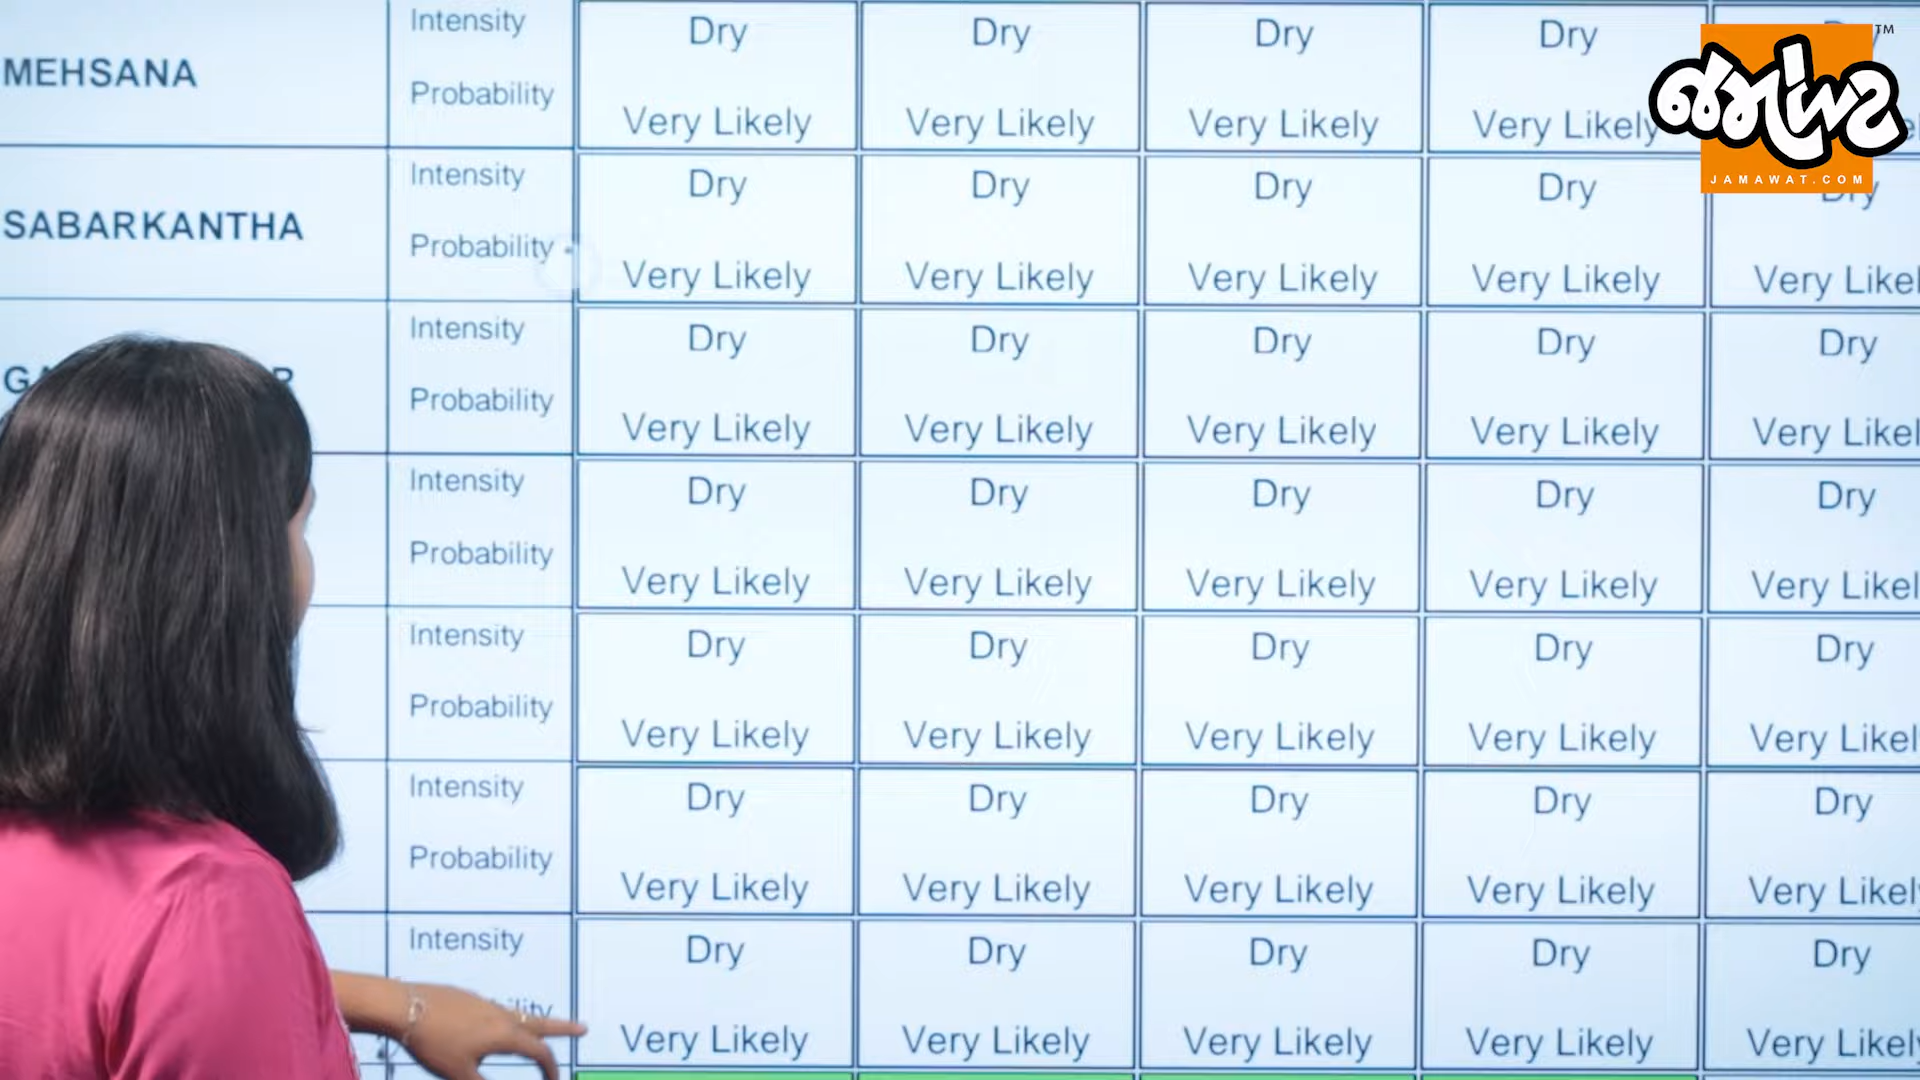 Intensity Dry Dry Dry Dry
MEHSANA
Probability Very Likely Very Likely Very Likely Very Likely
જમાવટ
TM
JAMAWAT.COM
Intensity Dry Dry Dry Dry Dry
SABARKANTHA
Probability Very Likely Very Likely Very Likely Very Likely Very Likel
Intensity Dry Dry Dry Dry Dry
Probability Very Likely Very Likely Very Likely Very Likely Very Likel
Intensity Dry Dry Dry Dry Dry
Probability Very Likely Very Likely Very Likely Very Likely Very Likel
Intensity Dry Dry Dry Dry Dry
Probability Very Likely Very Likely Very Likely Very Likely Very Likel
Intensity Dry Dry Dry Dry Dry
Probability Very Likely Very Likely Very Likely Very Likely Very Likely
Intensity Dry Dry Dry Dry Dry
Very Likely Very Likely Very Likely Very Likely Very Likely